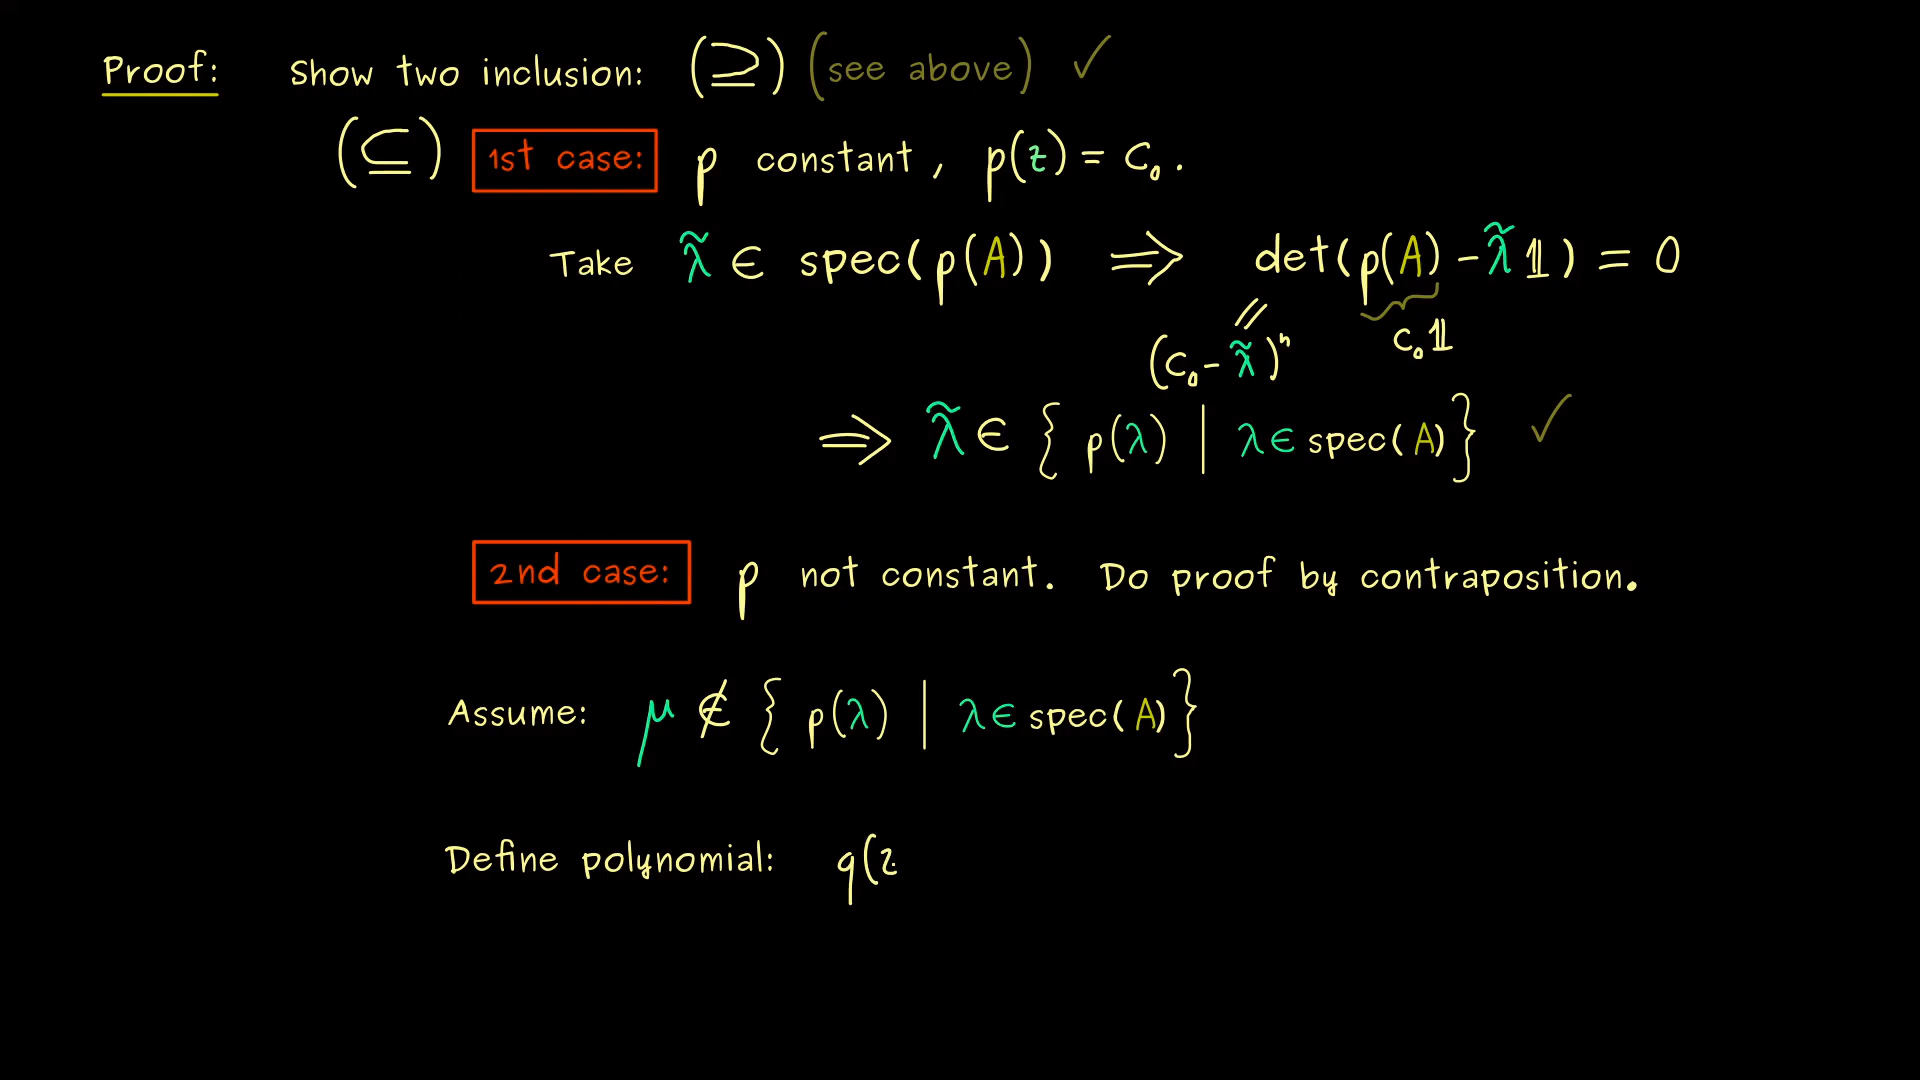 Proof: Show two inclusion: (⊇) (see above) ✓
(⊆) 1st case: p constant, p(z) = c₀.
Take λ̃ ∈ spec(p(A)) ⟹ det(p(A) - λ̃𝟙) = 0
(c₀ - λ̃)ⁿ c₀𝟙
⟹ λ̃ ∈ { p(λ) | λ ∈ spec(A) } ✓
2nd case: p not constant. Do proof by contraposition.
Assume: μ ∉ { p(λ) | λ ∈ spec(A) }
Define polynomial: q(z